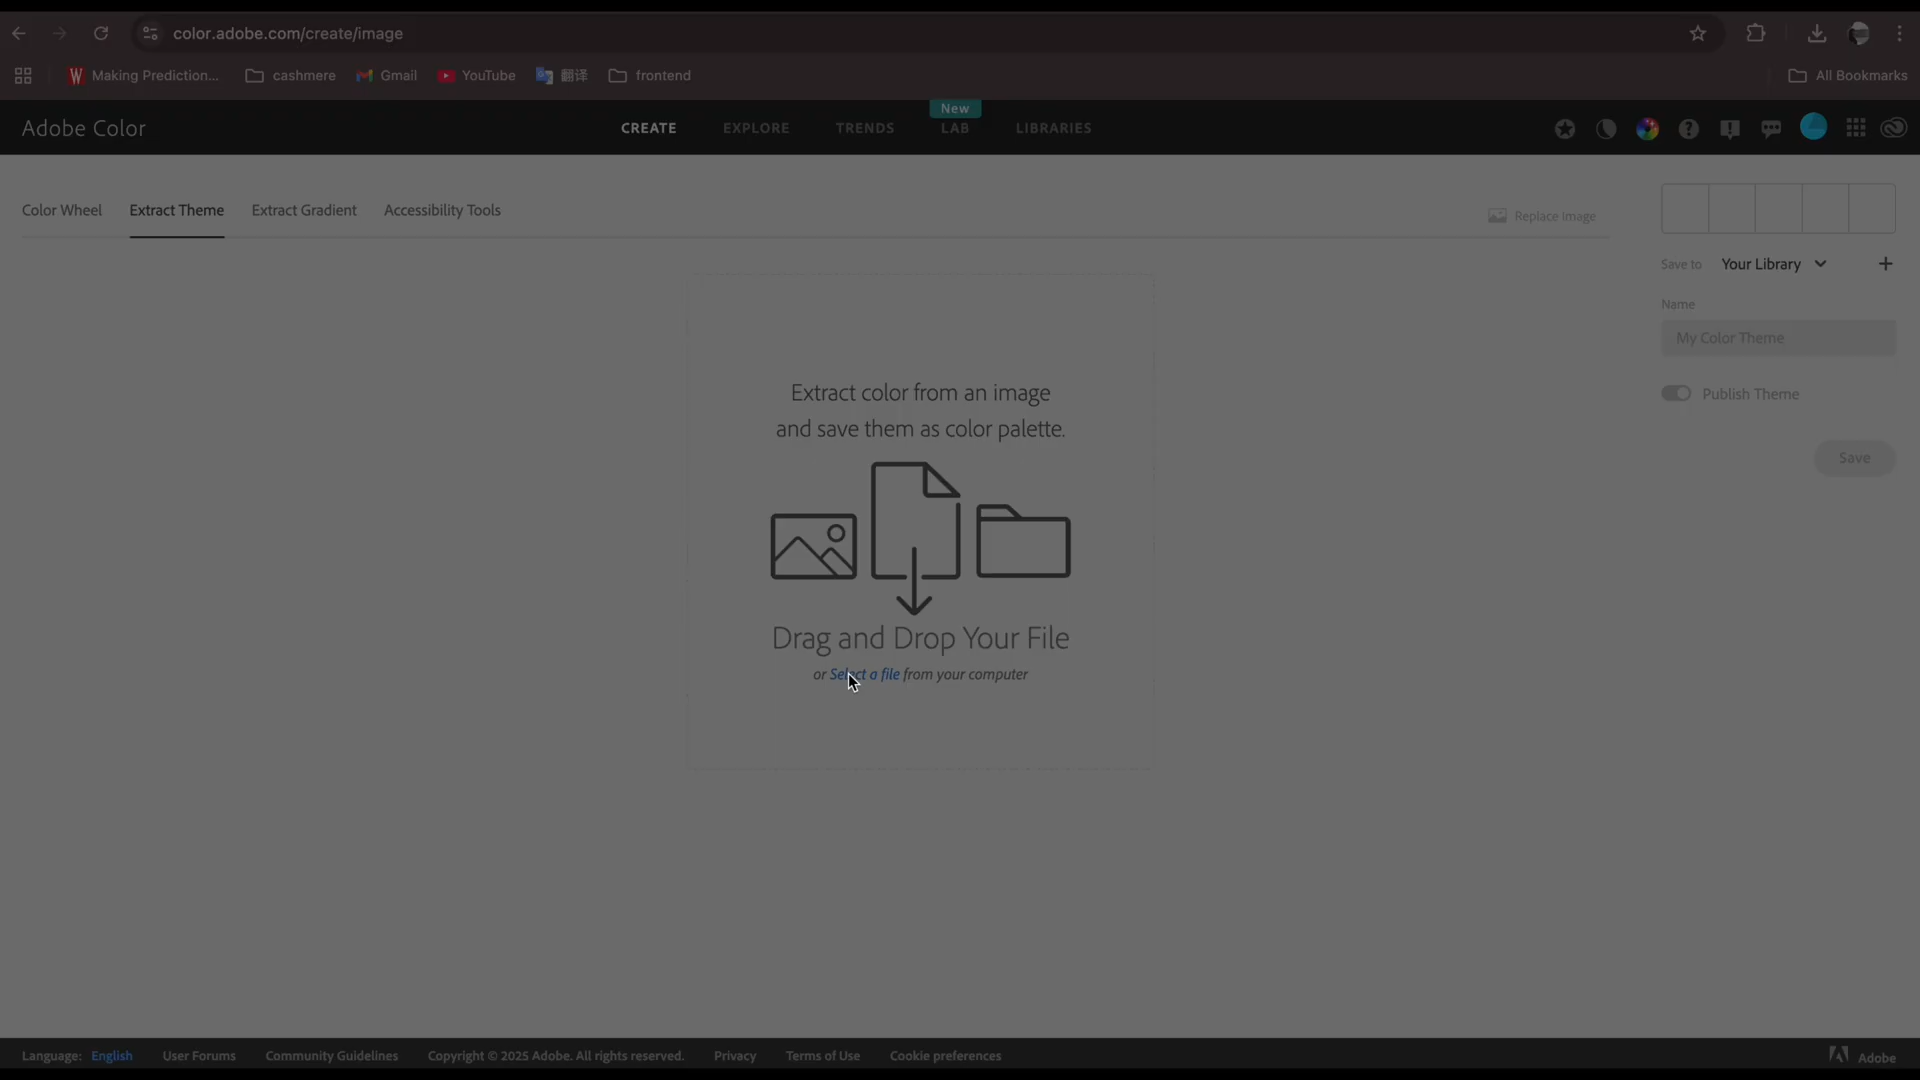 color.adobe.com/create/image
Making Prediction...
cashmere
Gmail
YouTube
翻译
frontend
All Bookmarks
Adobe Color
CREATE
EXPLORE
TRENDS
New
LAB
LIBRARIES
Color Wheel
Extract Theme
Extract Gradient
Accessibility Tools
Replace Image
Save to
Your Library
Name
My Color Theme
Publish Theme
Save
Extract color from an image
and save them as color palette.
Drag and Drop Your File
or Select a file from your computer
Language: English
User Forums
Community Guidelines
Copyright © 2025 Adobe. All rights reserved.
Privacy
Terms of Use
Cookie preferences
Adobe